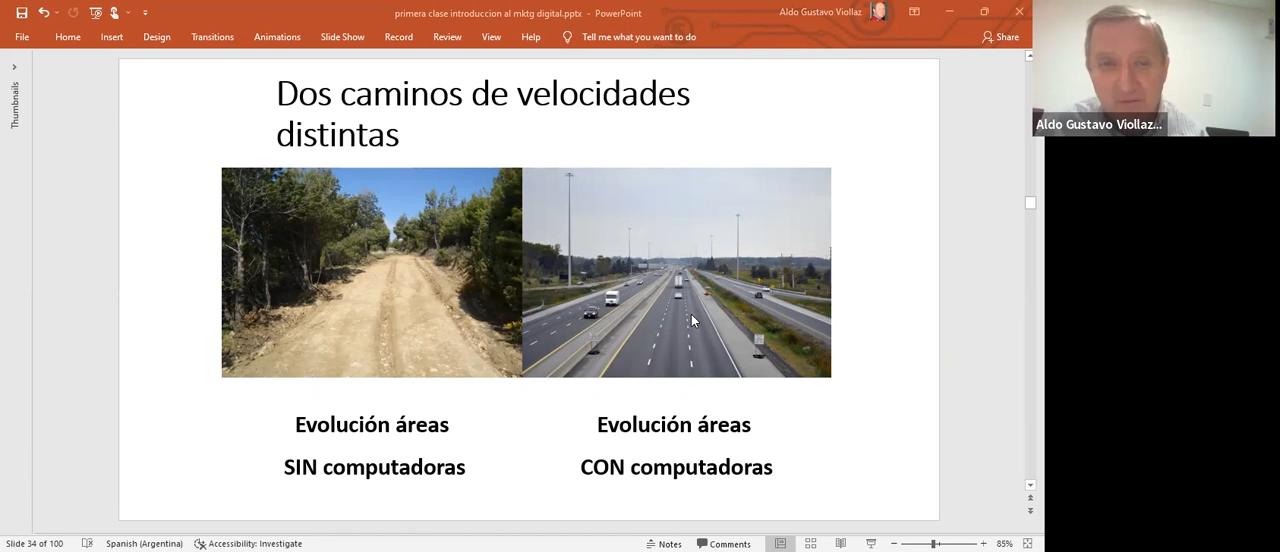 primera clase introduccion al mktg digital.pptx - PowerPoint
Aldo Gustavo Viollaz
File Home Insert Design Transitions Animations Slide Show Record Review View Help Tell me what you want to do Share
Thumbnails
Dos caminos de velocidades
distintas
Evolución áreas
SIN computadoras
Evolución áreas
CON computadoras
Aldo Gustavo Viollaz...
Slide 34 of 100 Spanish (Argentina) Accessibility: Investigate Notes Comments 85%